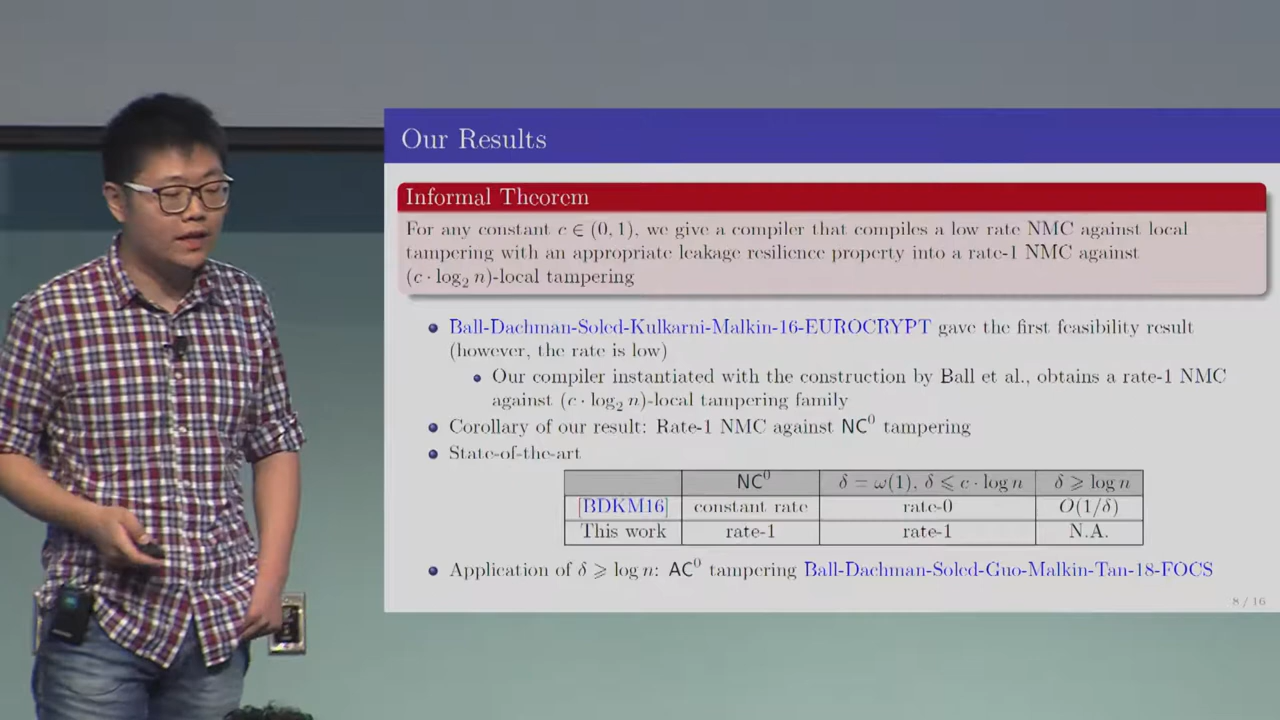 Our Results
Informal Theorem
For any constant c ∈ (0, 1), we give a compiler that compiles a low rate NMC against local
tampering with an appropriate leakage resilience property into a rate-1 NMC against
(c · log₂ n)-local tampering
Ball-Dachman-Soled-Kulkarni-Malkin-16-EUROCRYPT gave the first feasibility result
(however, the rate is low)
Our compiler instantiated with the construction by Ball et al., obtains a rate-1 NMC
against (c · log₂ n)-local tampering family
Corollary of our result: Rate-1 NMC against NC⁰ tampering
State-of-the-art
NC⁰ δ = ω(1), δ ⩽ c · log n δ ⩾ log n
[BDKM16] constant rate rate-0 O(1/δ)
This work rate-1 rate-1 N.A.
Application of δ ⩾ log n: AC⁰ tampering Ball-Dachman-Soled-Guo-Malkin-Tan-18-FOCS
8 / 16